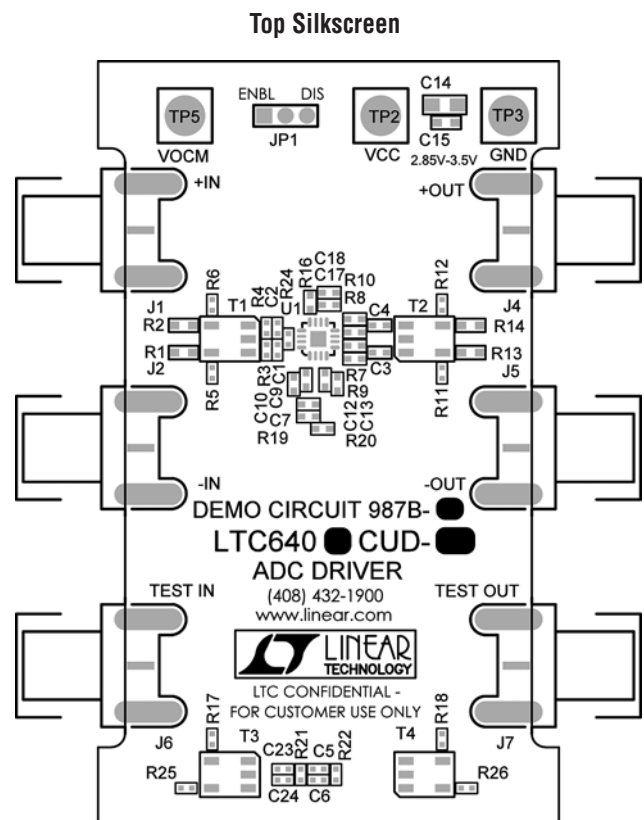 Top Silkscreen
ENBL DIS
C14
TP5
TP2
TP3
JP1
C15
VOCM
VCC
2.85V-3.5V
GND
+IN
+OUT
R6
R4
C2
R24
R16
C18
C17
R10
R8
R12
J1
T1
U1
C4
T2
J4
R2
R14
R1
R13
J2
R3
C1
R7
C3
J5
R5
R9
R11
C10
C9
C7
C12
C13
R19
R20
-IN
-OUT
DEMO CIRCUIT 987B-
LTC640 CUD-
ADC DRIVER
TEST IN
TEST OUT
(408) 432-1900
www.linear.com
LT LINEAR
TECHNOLOGY
LTC CONFIDENTIAL -
FOR CUSTOMER USE ONLY
R17
R18
J6
T3
T4
J7
C23
R21
C5
R22
R25
C24
C6
R26